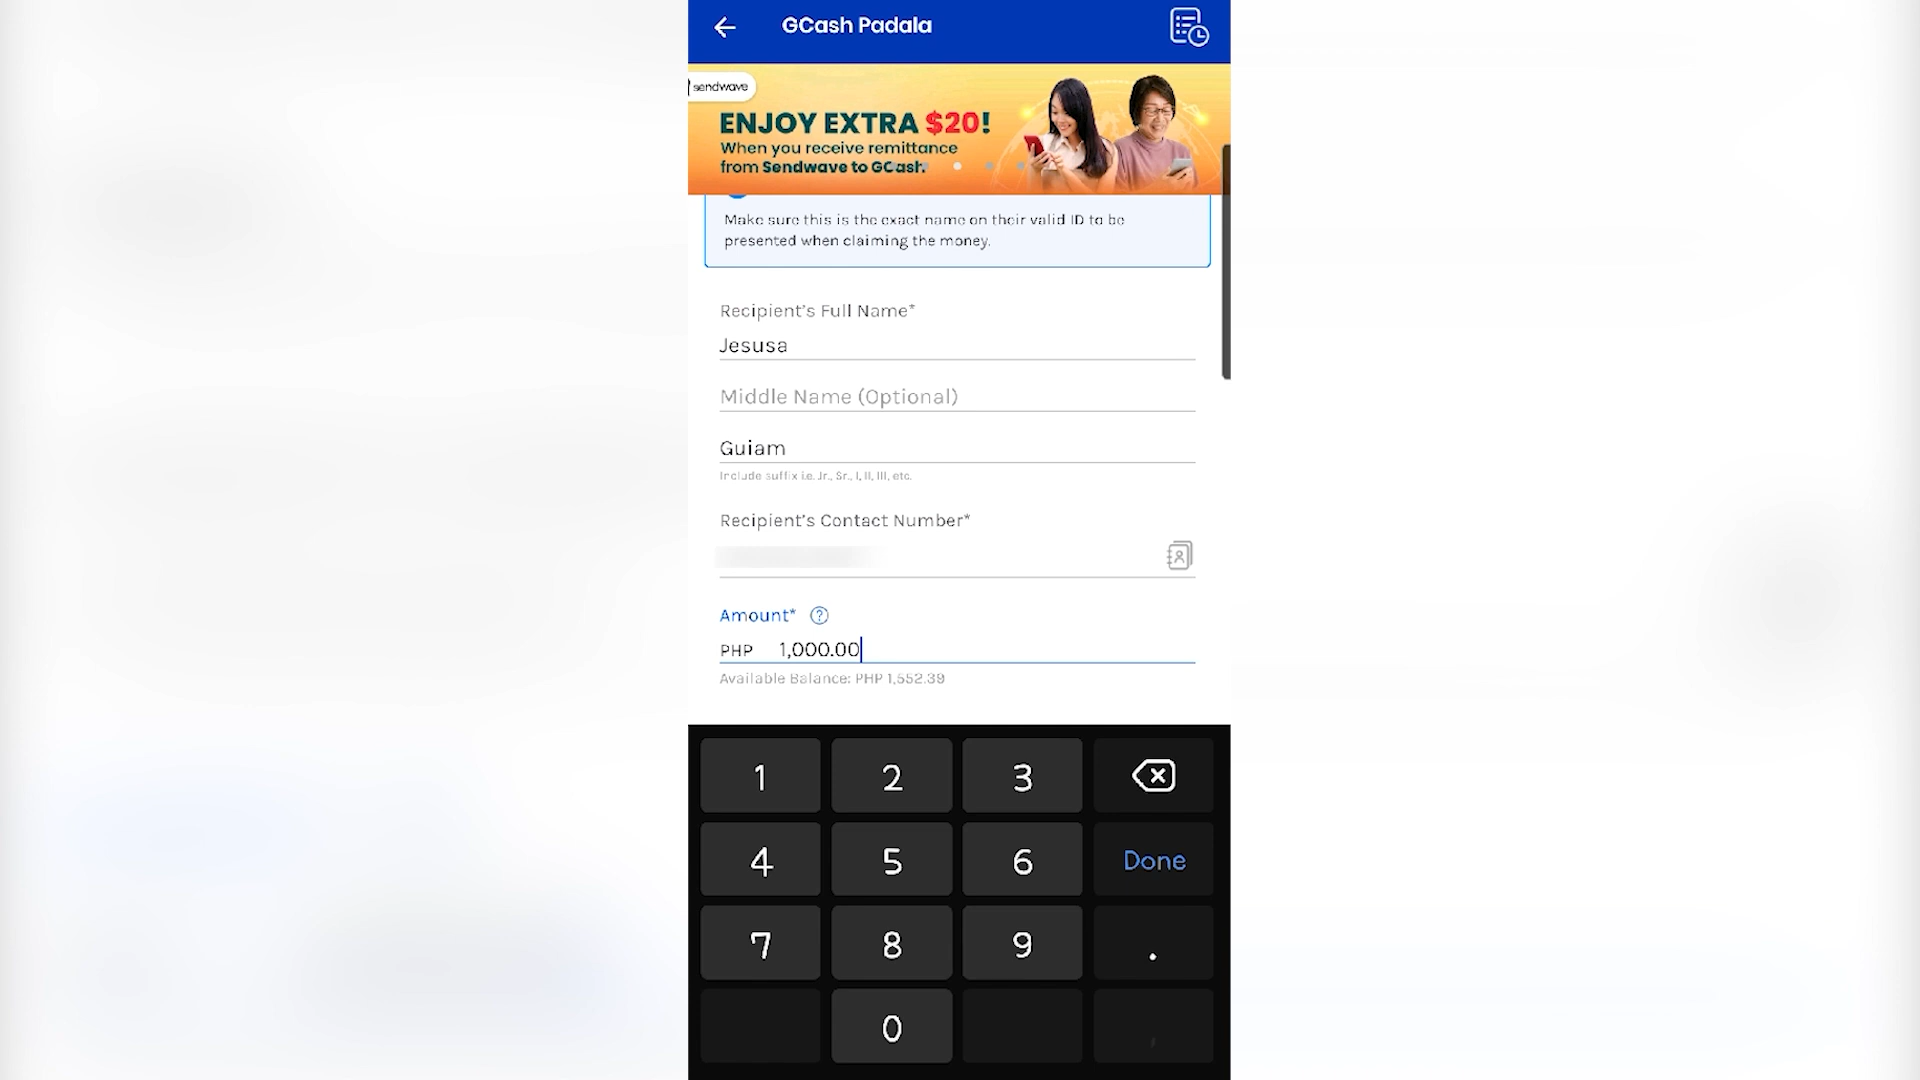 GCash Padala
sendwave
ENJOY EXTRA $20!
When you receive remittance
from Sendwave to GCash.
Make sure this is the exact name on their valid ID to be
presented when claiming the money.
Recipient's Full Name*
Jesusa
Middle Name (Optional)
Guiam
Include suffix i.e. Jr., Sr., I, II, III, etc.
Recipient's Contact Number*
Amount* ?
PHP 1,000.00
Available Balance: PHP 1,552.39
1 2 3
4 5 6 Done
7 8 9 .
0 ,